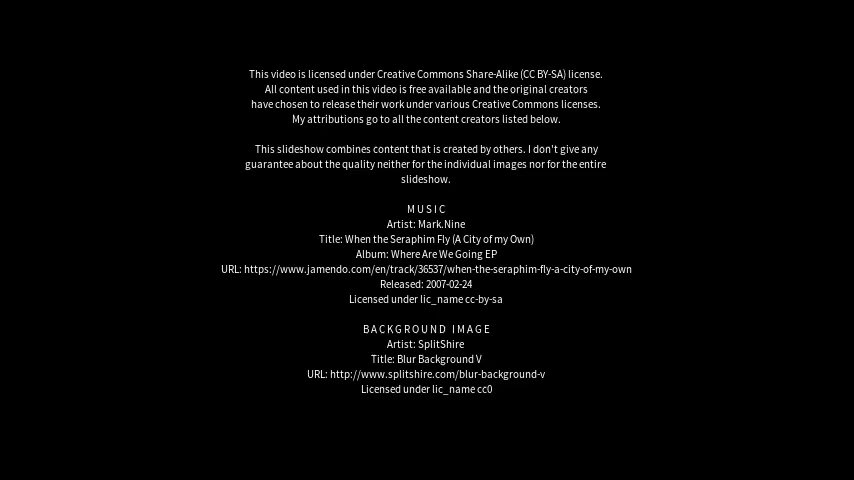 This video is licensed under Creative Commons Share-Alike (CC BY-SA) license.
All content used in this video is free available and the original creators
have chosen to release their work under various Creative Commons licenses.
My attributions go to all the content creators listed below.
This slideshow combines content that is created by others. I don't give any
guarantee about the quality neither for the individual images nor for the entire
slideshow.
MUSIC
Artist: Mark.Nine
Title: When the Seraphim Fly (A City of my Own)
Album: Where Are We Going EP
URL: https://www.jamendo.com/en/track/36537/when-the-seraphim-fly-a-city-of-my-own
Released: 2007-02-24
Licensed under lic_name cc-by-sa
BACKGROUND IMAGE
Artist: SplitShire
Title: Blur Background V
URL: http://www.splitshire.com/blur-background-v
Licensed under lic_name cc0